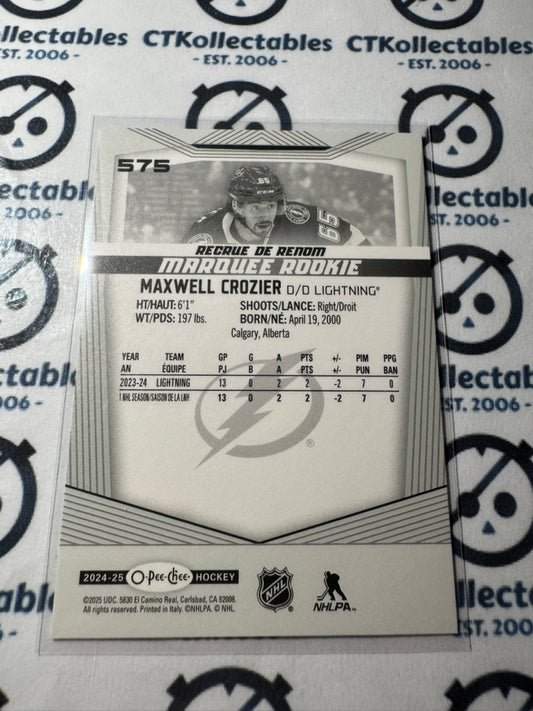 CTKollectables CTKollectables
EST. 2006 - - EST. 2006 - - EST. 2006 -
575
65
65
RECRUE DE RENOM
MARQUEE ROOKIE
MAXWELL CROZIER D/D LIGHTNING®
HT/HAUT: 6'1" SHOOTS/LANCE: Right/Droit
WT/PDS: 197 lbs. BORN/NÉ: April 19, 2000
Calgary, Alberta
YEAR TEAM GP G A PTS +/- PIM PPG
AN ÉQUIPE PJ B A PTS +/- PUN BAN
2023-24 LIGHTNING 13 0 2 2 -2 7 0
1 NHL SEASON/SAISON DE LA LNH 13 0 2 2 -2 7 0
®
2024-25 O-Pee-Chee® HOCKEY
NHL ®
NHLPA™
©2025 UDC. 5830 El Camino Real, Carlsbad, CA 92008.
All rights reserved. Printed in Italy. ©NHLPA. © NHL.